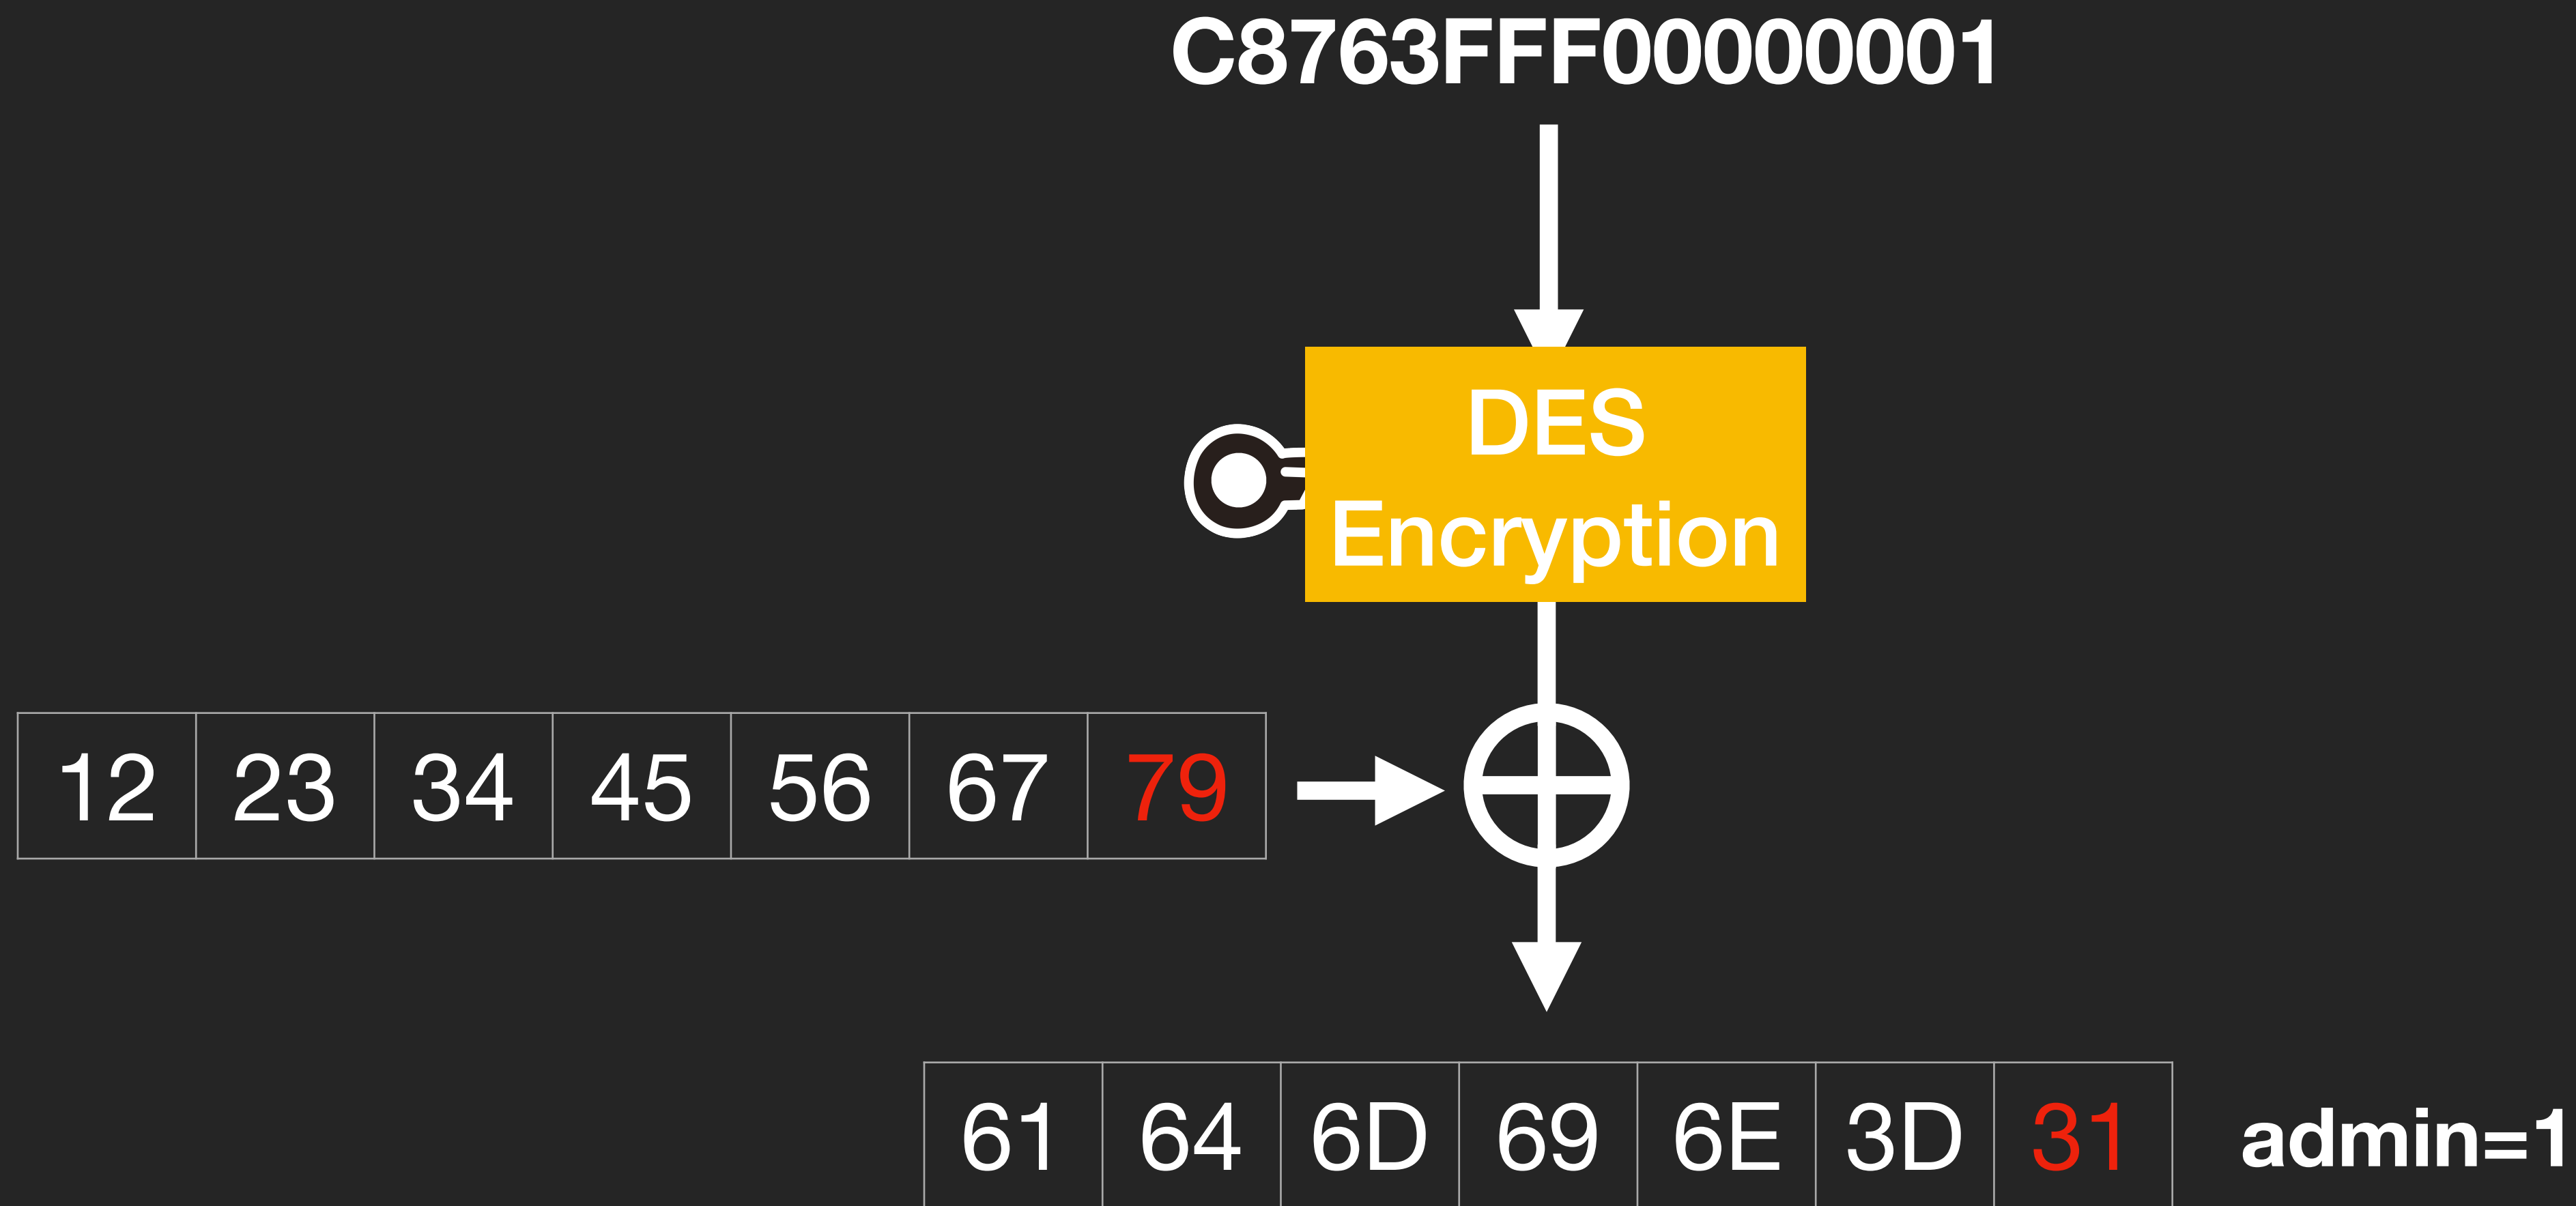 C8763FFF00000001
DES
Encryption
12 23 34 45 56 67 79
61 64 6D 69 6E 3D 31 admin=1